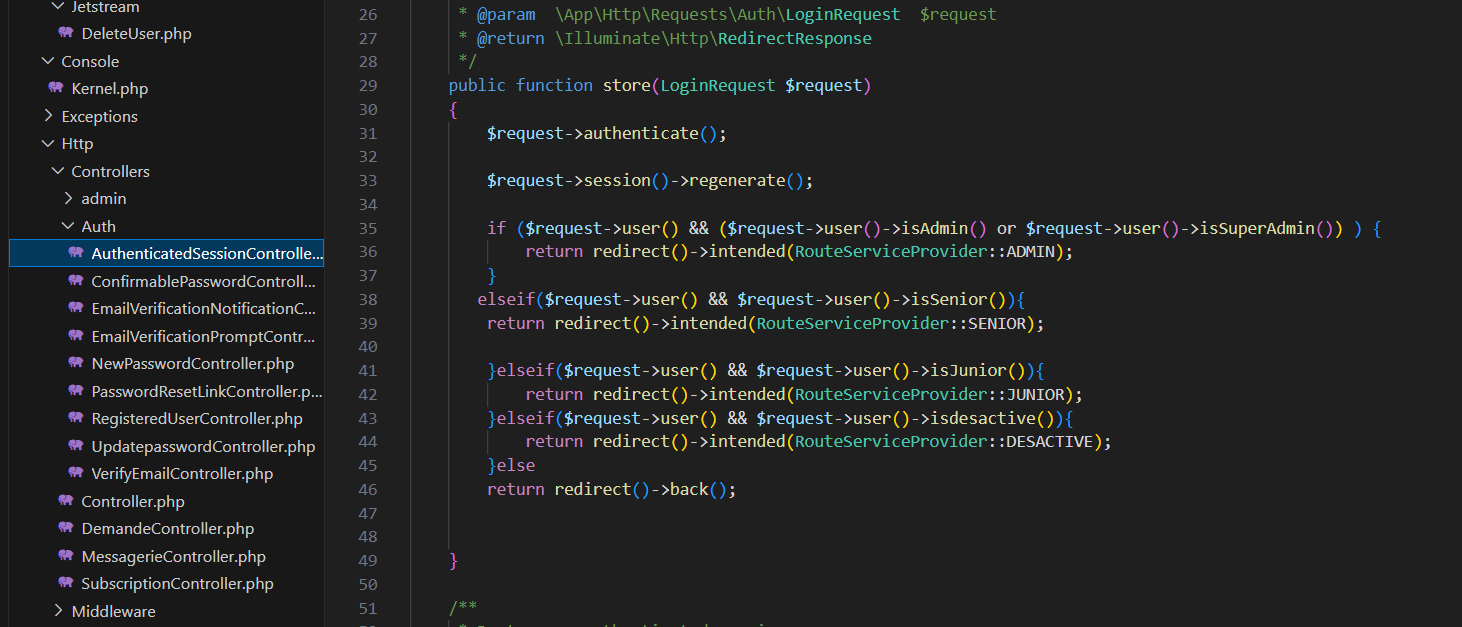 Jetstream
DeleteUser.php
Console
Kernel.php
Exceptions
Http
Controllers
admin
Auth
AuthenticatedSessionControlle...
ConfirmablePasswordControll...
EmailVerificationNotificationC...
EmailVerificationPromptContr...
NewPasswordController.php
PasswordResetLinkController.p...
RegisteredUserController.php
UpdatepasswordController.php
VerifyEmailController.php
Controller.php
DemandeController.php
MessagerieController.php
SubscriptionController.php
Middleware
26 * @param \App\Http\Requests\Auth\LoginRequest $request
27 * @return \Illuminate\Http\RedirectResponse
28 */
29 public function store(LoginRequest $request)
30 {
31 $request->authenticate();
32
33 $request->session()->regenerate();
34
35 if ($request->user() && ($request->user()->isAdmin() or $request->user()->isSuperAdmin()) ) {
36 return redirect()->intended(RouteServiceProvider::ADMIN);
37 }
38 elseif($request->user() && $request->user()->isSenior()){
39 return redirect()->intended(RouteServiceProvider::SENIOR);
40
41 }elseif($request->user() && $request->user()->isJunior()){
42 return redirect()->intended(RouteServiceProvider::JUNIOR);
43 }elseif($request->user() && $request->user()->isdesactive()){
44 return redirect()->intended(RouteServiceProvider::DESACTIVE);
45 }else
46 return redirect()->back();
47
48
49 }
50
51 /**